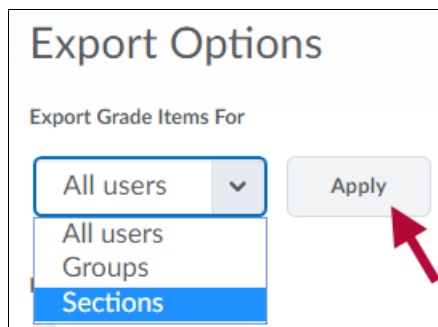 Export Options
Export Grade Items For
All users Apply
All users
Groups
Sections